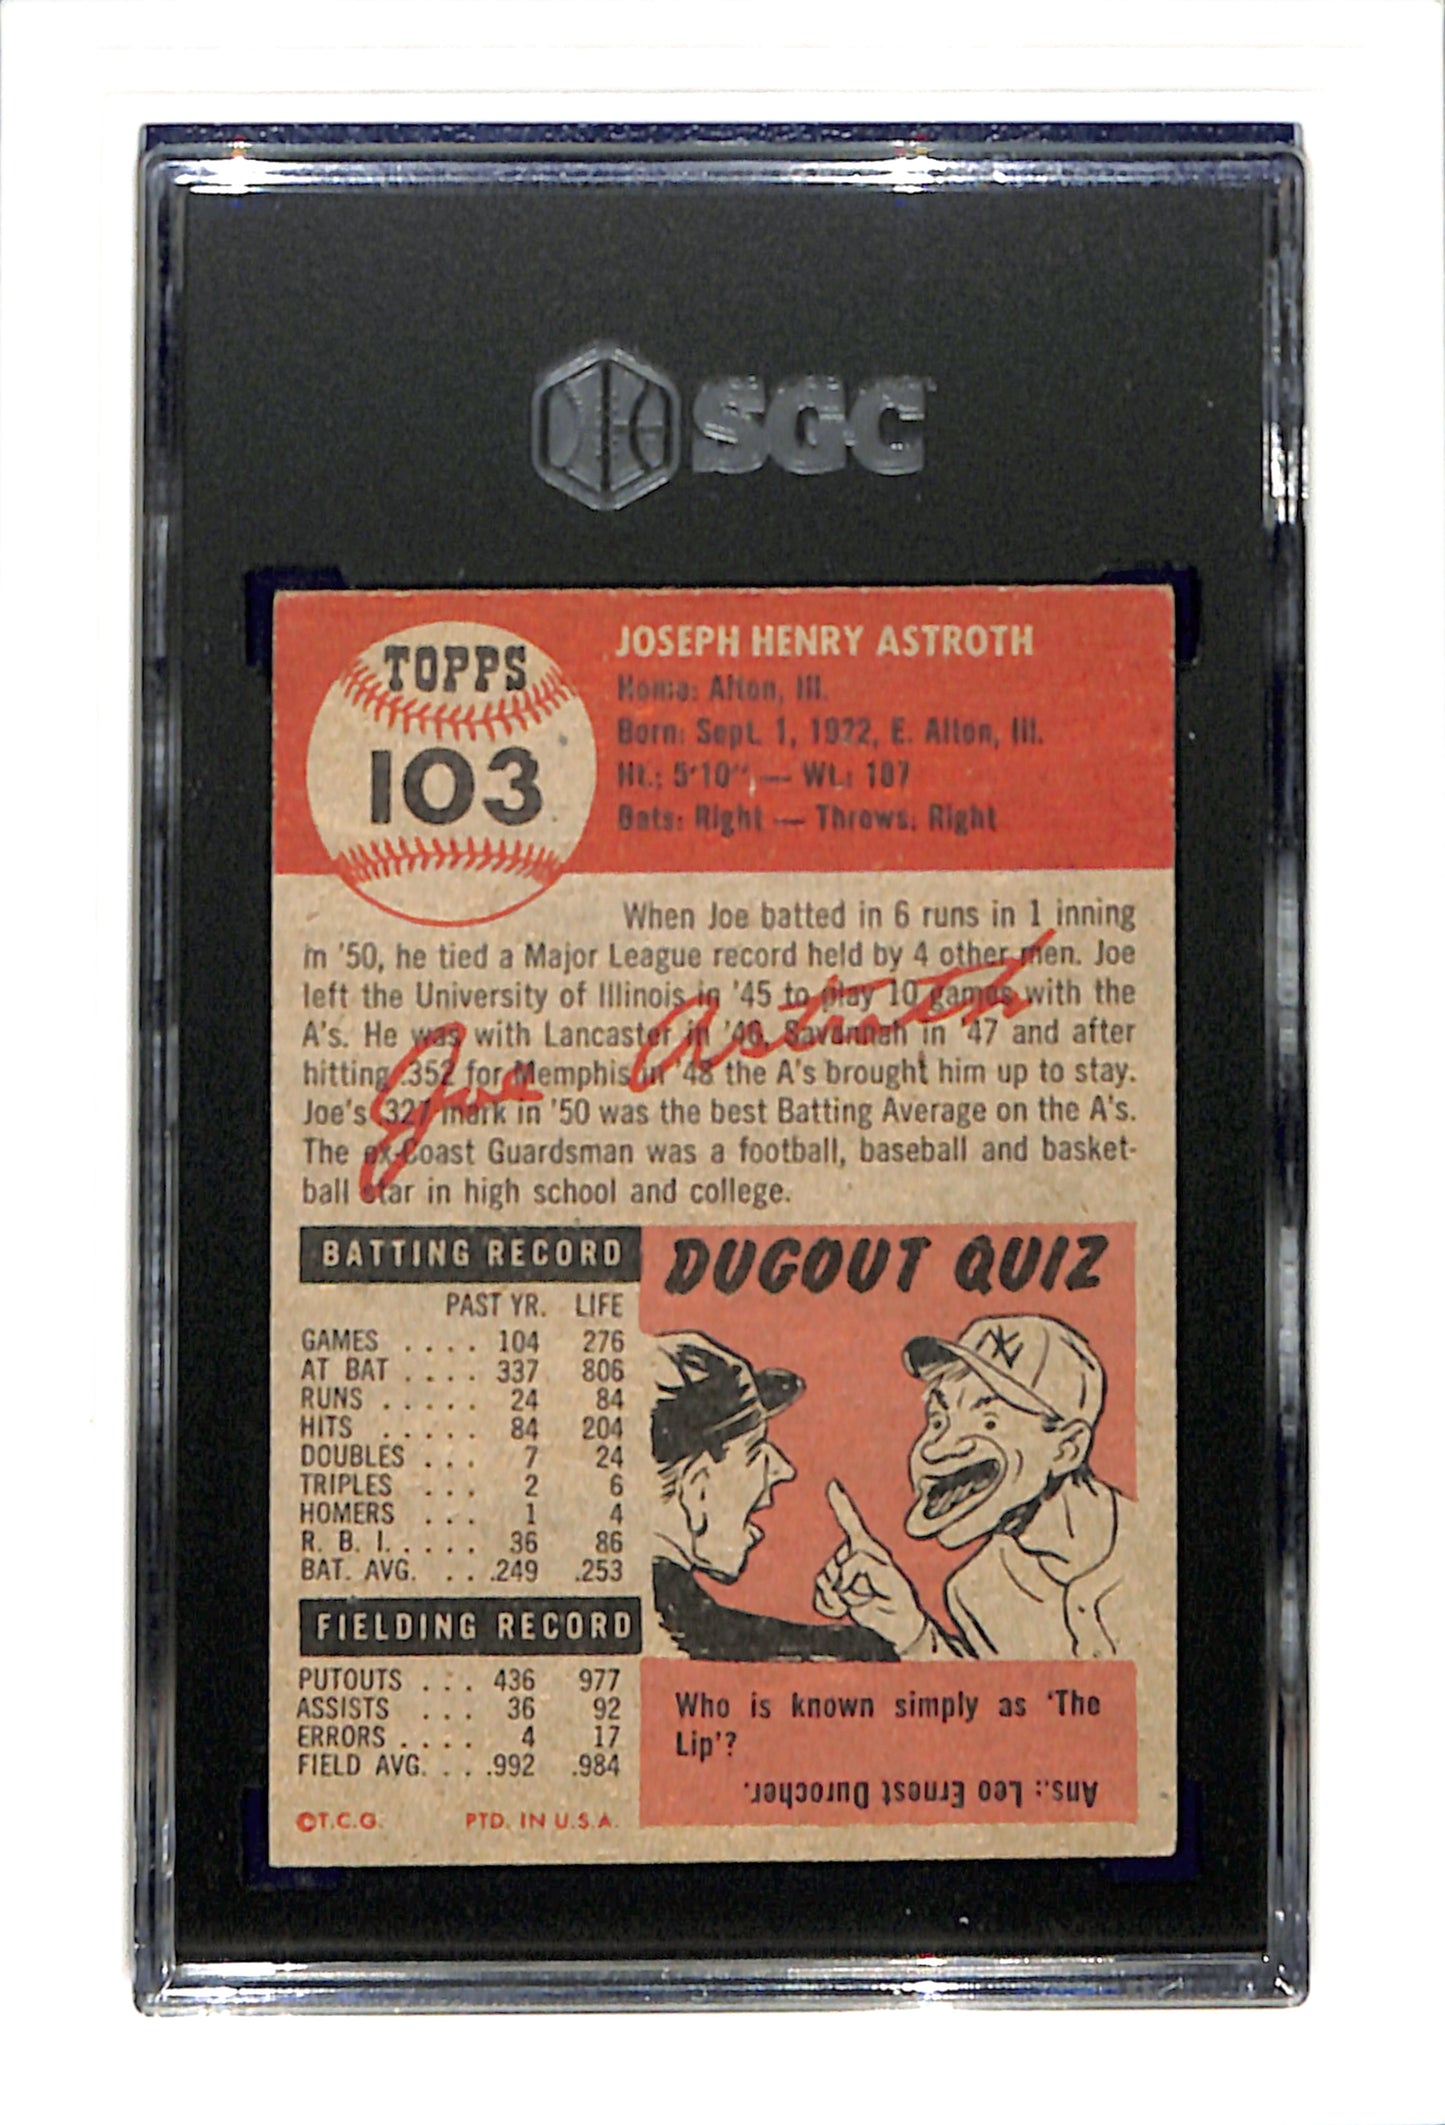 SGC
TOPPS
103
JOSEPH HENRY ASTROTH
Home: Alton, Ill.
Born: Sept. 1, 1922, E. Alton, Ill.
Ht.: 5'10" — Wt.: 187
Bats: Right — Throws: Right
When Joe batted in 6 runs in 1 inning
in '50, he tied a Major League record held by 4 other men. Joe
left the University of Illinois in '45 to play 10 games with the
A's. He was with Lancaster in '46, Savannah in '47 and after
hitting .352 for Memphis in '48 the A's brought him up to stay.
Joe's .327 mark in '50 was the best Batting Average on the A's.
The ex-Coast Guardsman was a football, baseball and basket-
ball star in high school and college.
Joe Astroth
BATTING RECORD
PAST YR. LIFE
GAMES . . . . 104 276
AT BAT . . . . 337 806
RUNS . . . . . 24 84
HITS . . . . . 84 204
DOUBLES . . . 7 24
TRIPLES . . . 2 6
HOMERS . . . 1 4
R. B. I. . . . . 36 86
BAT. AVG. . . .249 .253
FIELDING RECORD
PUTOUTS . . . 436 977
ASSISTS . . . 36 92
ERRORS . . . . 4 17
FIELD AVG. . . .992 .984
©T.C.G. PTD. IN U.S.A.
DUGOUT QUIZ
NY
Who is known simply as 'The
Lip'?
Ans.: Leo Ernest Durocher.